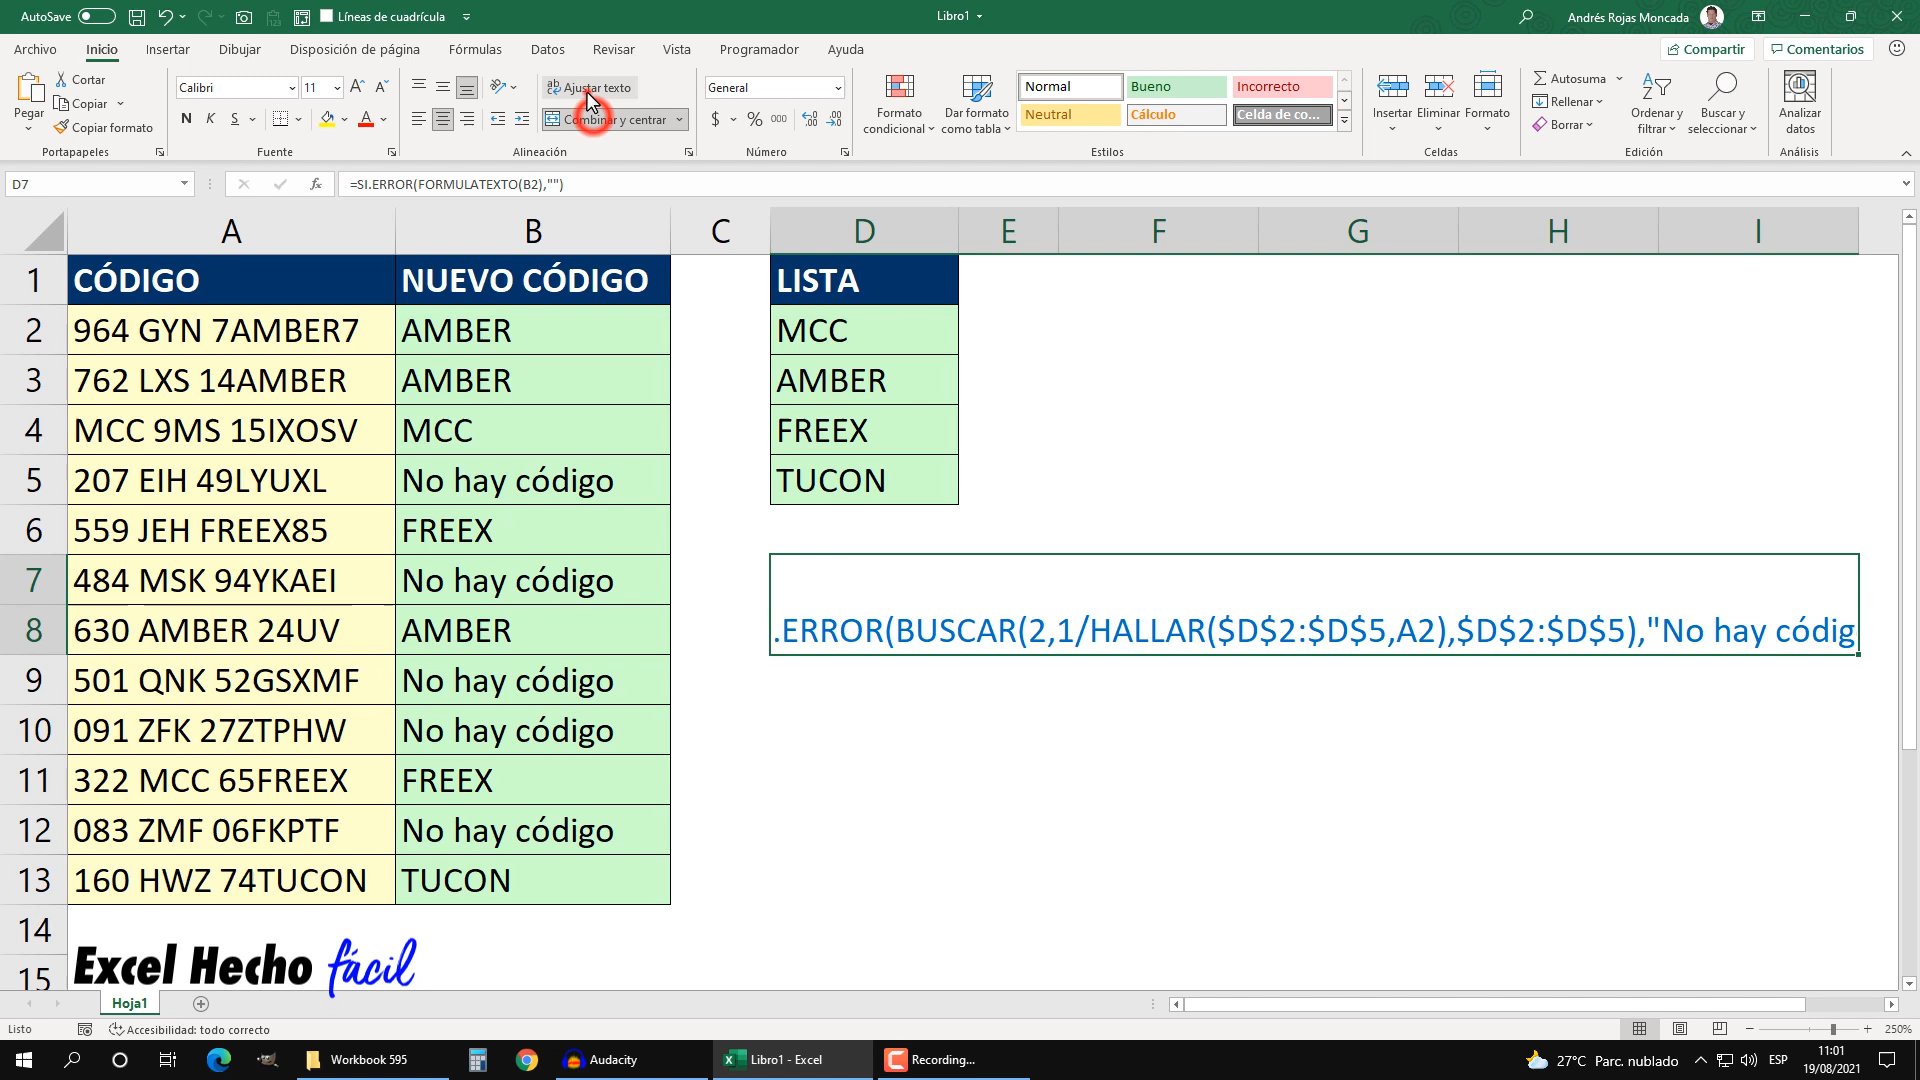 AutoSave
Líneas de cuadrícula
Libro1
Andrés Rojas Moncada
Archivo
Inicio
Insertar
Dibujar
Disposición de página
Fórmulas
Datos
Revisar
Vista
Programador
Ayuda
Compartir
Comentarios
Pegar
Cortar
Copiar
Copiar formato
Portapapeles
Calibri
11
N K S
Fuente
Ajustar texto
Combinar y centrar
Alineación
General
$ % 000
Número
Formato condicional
Dar formato como tabla
Normal
Bueno
Incorrecto
Neutral
Cálculo
Celda de co...
Estilos
Insertar
Eliminar
Formato
Celdas
Autosuma
Rellenar
Borrar
Ordenar y filtrar
Buscar y seleccionar
Edición
Analizar datos
Análisis
D7
fx
=SI.ERROR(FORMULATEXTO(B2),"")
A B C D E F G H I
1 CÓDIGO NUEVO CÓDIGO LISTA
2 964 GYN 7AMBER7 AMBER MCC
3 762 LXS 14AMBER AMBER AMBER
4 MCC 9MS 15IXOSV MCC FREEX
5 207 EIH 49LYUXL No hay código TUCON
6 559 JEH FREEX85 FREEX
7 484 MSK 94YKAEI No hay código
8 630 AMBER 24UV AMBER .ERROR(BUSCAR(2,1/HALLAR($D$2:$D$5,A2),$D$2:$D$5),"No hay códig
9 501 QNK 52GSXMF No hay código
10 091 ZFK 27ZTPHW No hay código
11 322 MCC 65FREEX FREEX
12 083 ZMF 06FKPTF No hay código
13 160 HWZ 74TUCON TUCON
14
15
Excel Hecho fácil
Hoja1
Listo
Accesibilidad: todo correcto
250%
Workbook 595
Audacity
Libro1 - Excel
Recording...
27°C Parc. nublado
ESP
11:01
19/08/2021